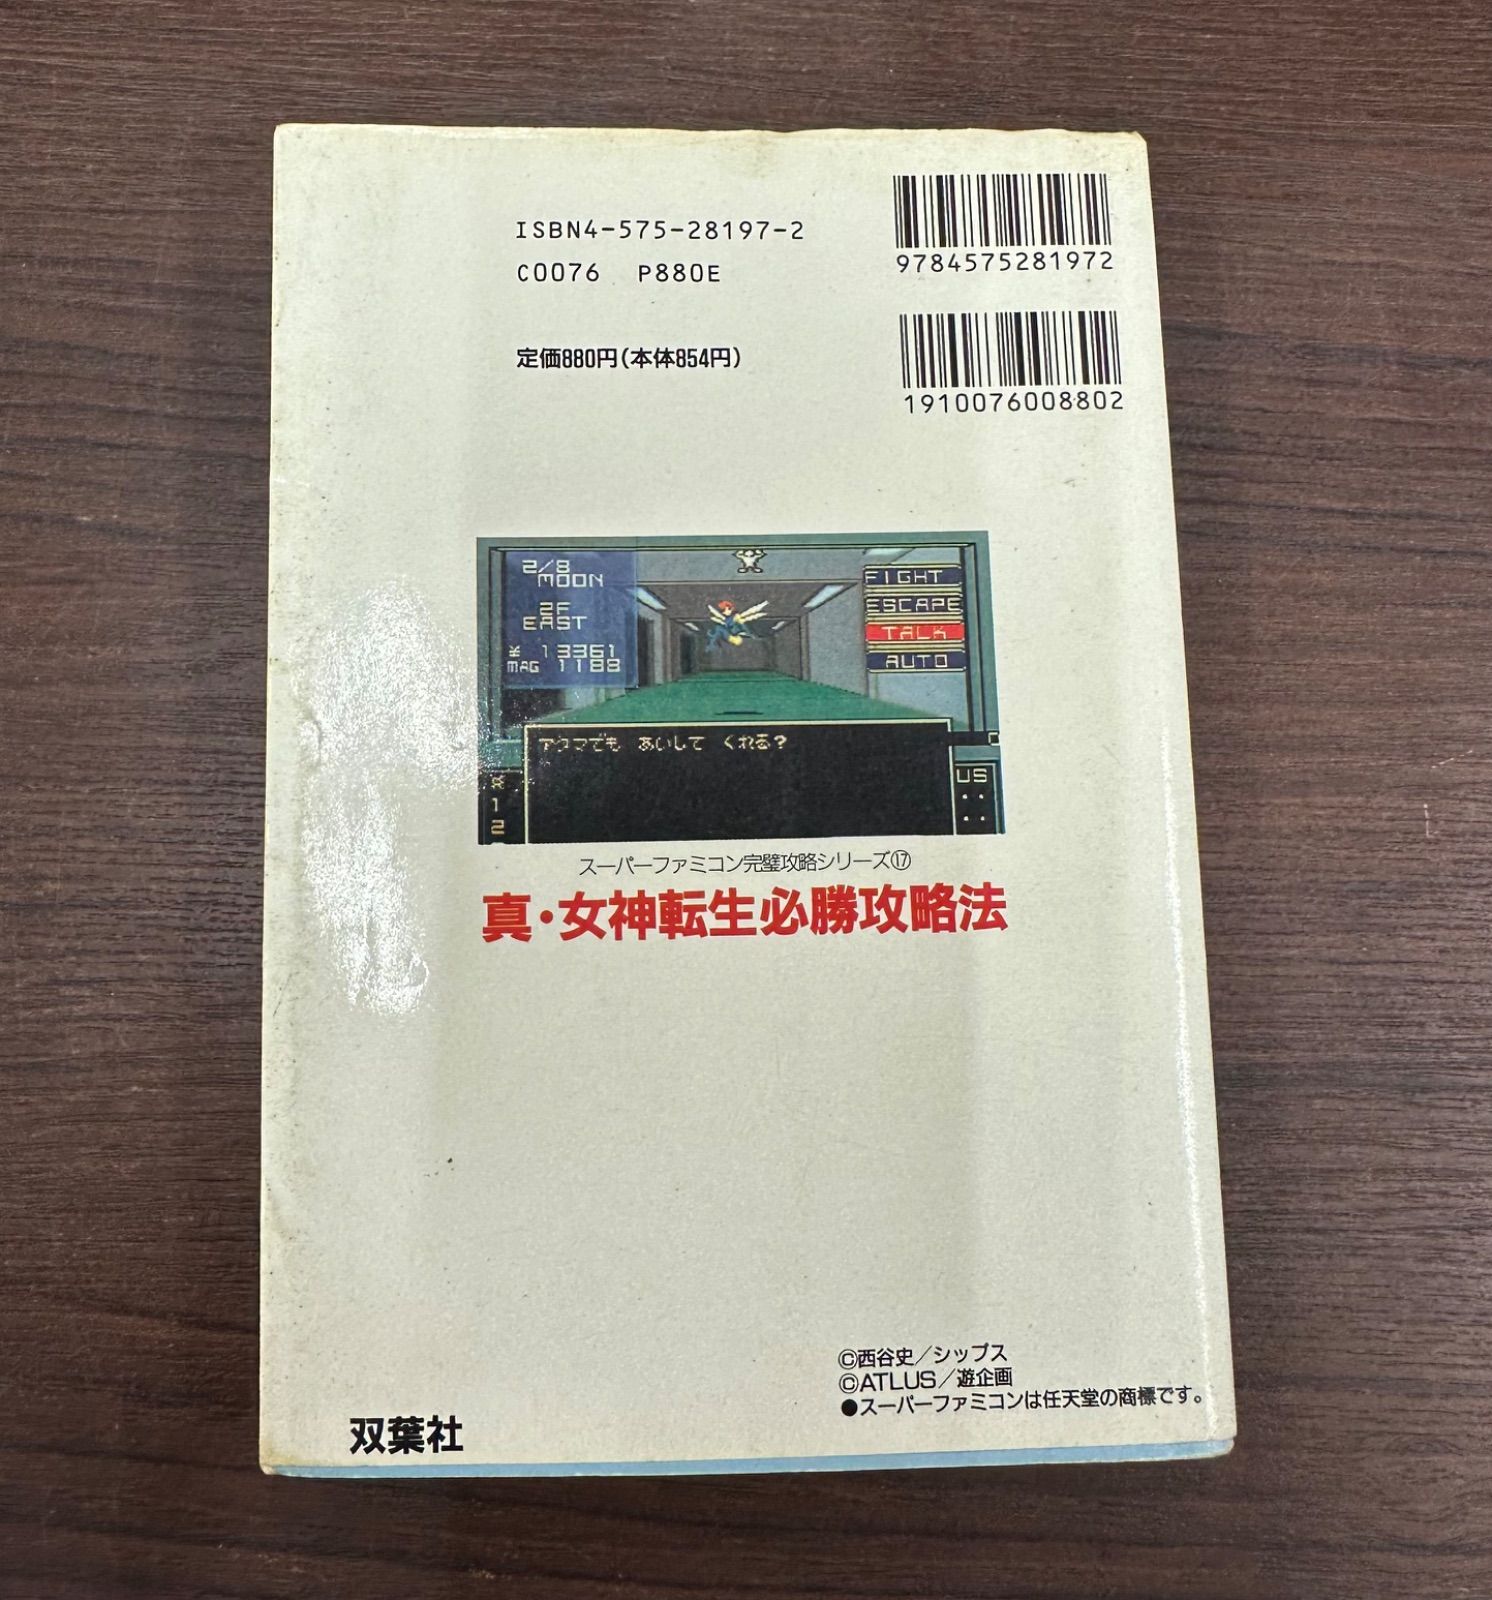 ISBN4-575-28197-2
C0076 P880E
定価880円(本体854円)
9784575281972
1910076008802
2/8
MOON
2F
EAST
¥ 13361
MAG 1188
FIGHT
ESCAPE
TALK
AUTO
アクマでも あいして くれる?
1
2
US
スーパーファミコン完璧攻略シリーズ⑰
真・女神転生必勝攻略法
©西谷史/シップス
©ATLUS/遊企画
●スーパーファミコンは任天堂の商標です。
双葉社